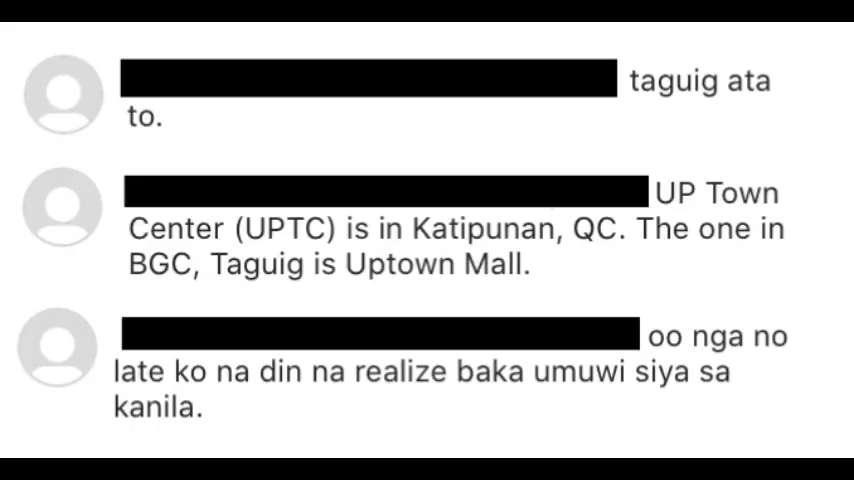 taguig ata
to.
UP Town
Center (UPTC) is in Katipunan, QC. The one in
BGC, Taguig is Uptown Mall.
oo nga no
late ko na din na realize baka umuwi siya sa
kanila.